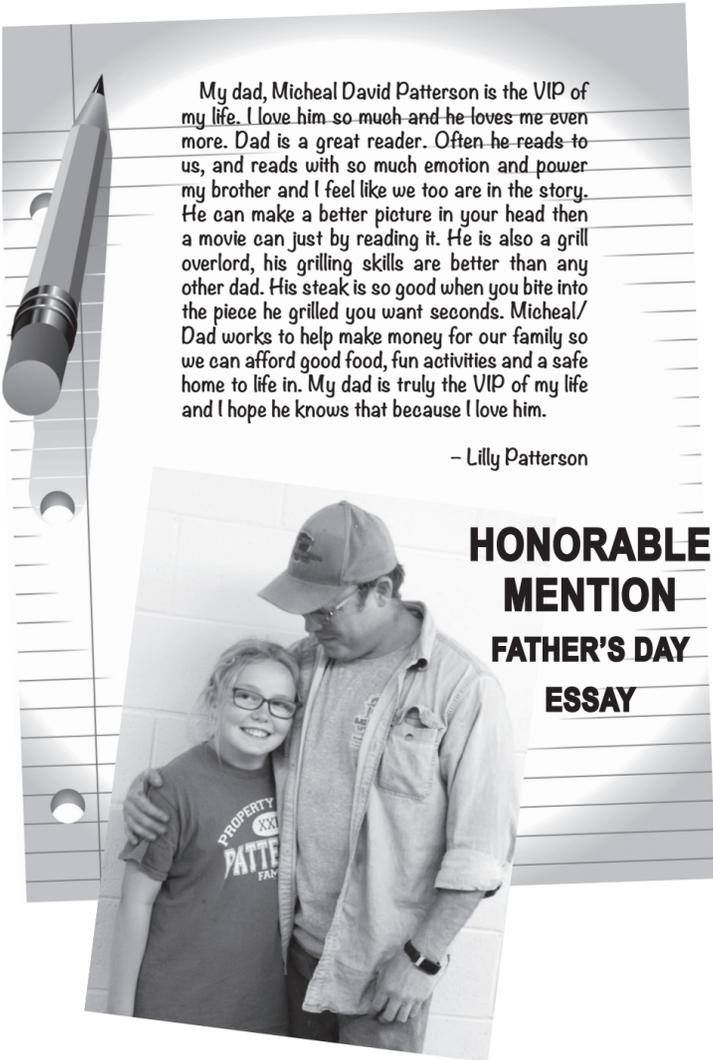 My dad, Micheal David Patterson is the VIP of
my life. I love him so much and he loves me even
more. Dad is a great reader. Often he reads to
us, and reads with so much emotion and power
my brother and I feel like we too are in the story.
He can make a better picture in your head then
a movie can just by reading it. He is also a grill
overlord, his grilling skills are better than any
other dad. His steak is so good when you bite into
the piece he grilled you want seconds. Micheal/
Dad works to help make money for our family so
we can afford good food, fun activities and a safe
home to life in. My dad is truly the VIP of my life
and I hope he knows that because I love him.
– Lilly Patterson
HONORABLE
MENTION
FATHER'S DAY
ESSAY
PROPERTY
XXL
PATTE
FAM